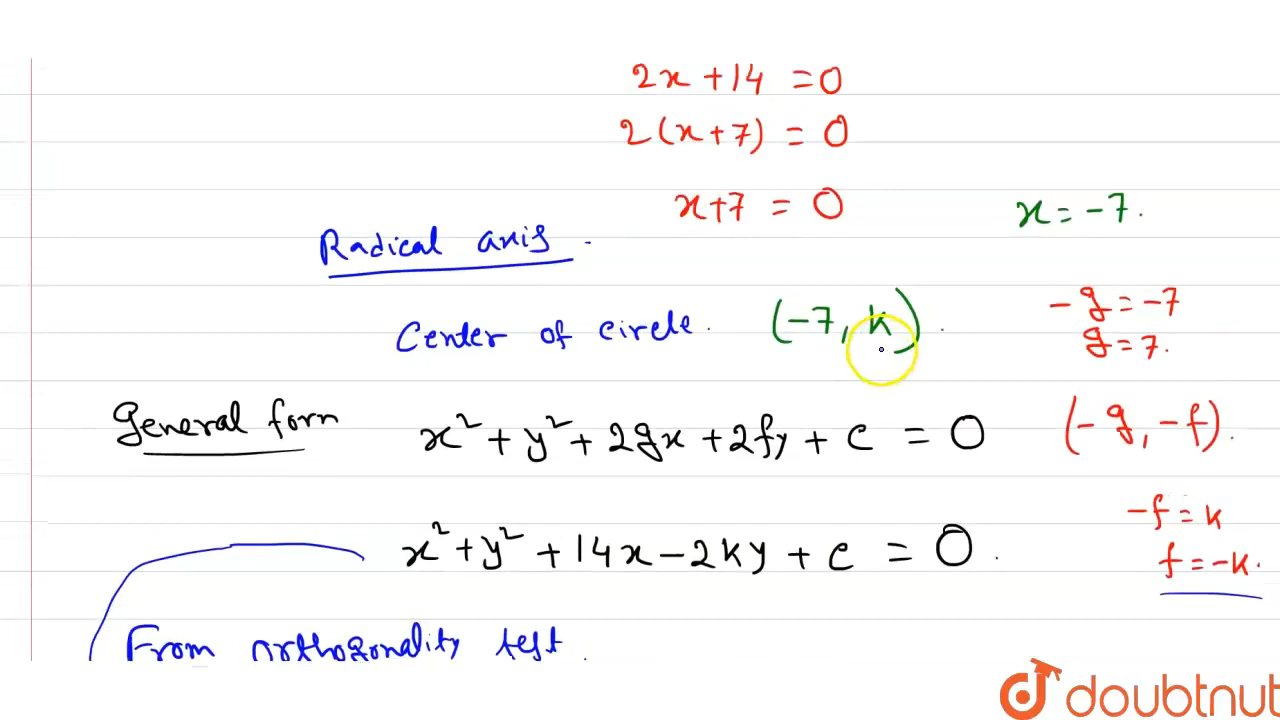 2x + 14 = 0
2(x + 7) = 0
x + 7 = 0
x = -7.
Radical axis.
Center of circle. (-7, k).
-g = -7
g = 7.
General form x² + y² + 2gx + 2fy + c = 0
(-g, -f).
-f = k
f = -k.
x² + y² + 14x - 2ky + c = 0.
From orthogonality test.
doubtnut